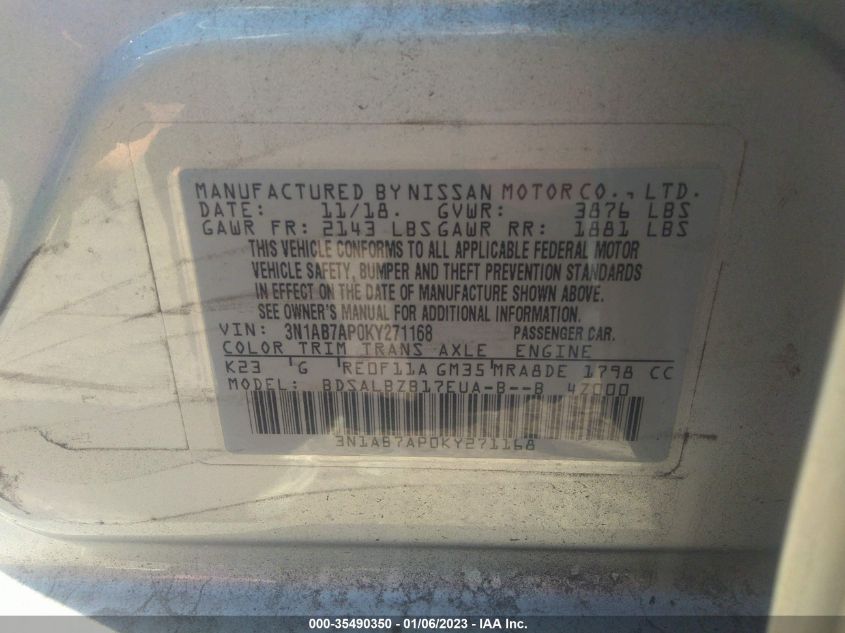 MANUFACTURED BY NISSAN MOTOR CO., LTD.
DATE: 11/18. GVWR: 3876 LBS
GAWR FR: 2143 LBS GAWR RR: 1881 LBS
THIS VEHICLE CONFORMS TO ALL APPLICABLE FEDERAL MOTOR
VEHICLE SAFETY, BUMPER AND THEFT PREVENTION STANDARDS
IN EFFECT ON THE DATE OF MANUFACTURE SHOWN ABOVE.
SEE OWNER'S MANUAL FOR ADDITIONAL INFORMATION.
VIN: 3N1AB7AP0KY271168 PASSENGER CAR.
COLOR TRIM TRANS AXLE ENGINE
K23 G RE0F11A GM35 MRA8DE 1798 CC
MODEL: BDSALBZB17EUA-B--B 47000
3N1AB7AP0KY271168
000-35490350 - 01/06/2023 - IAA Inc.